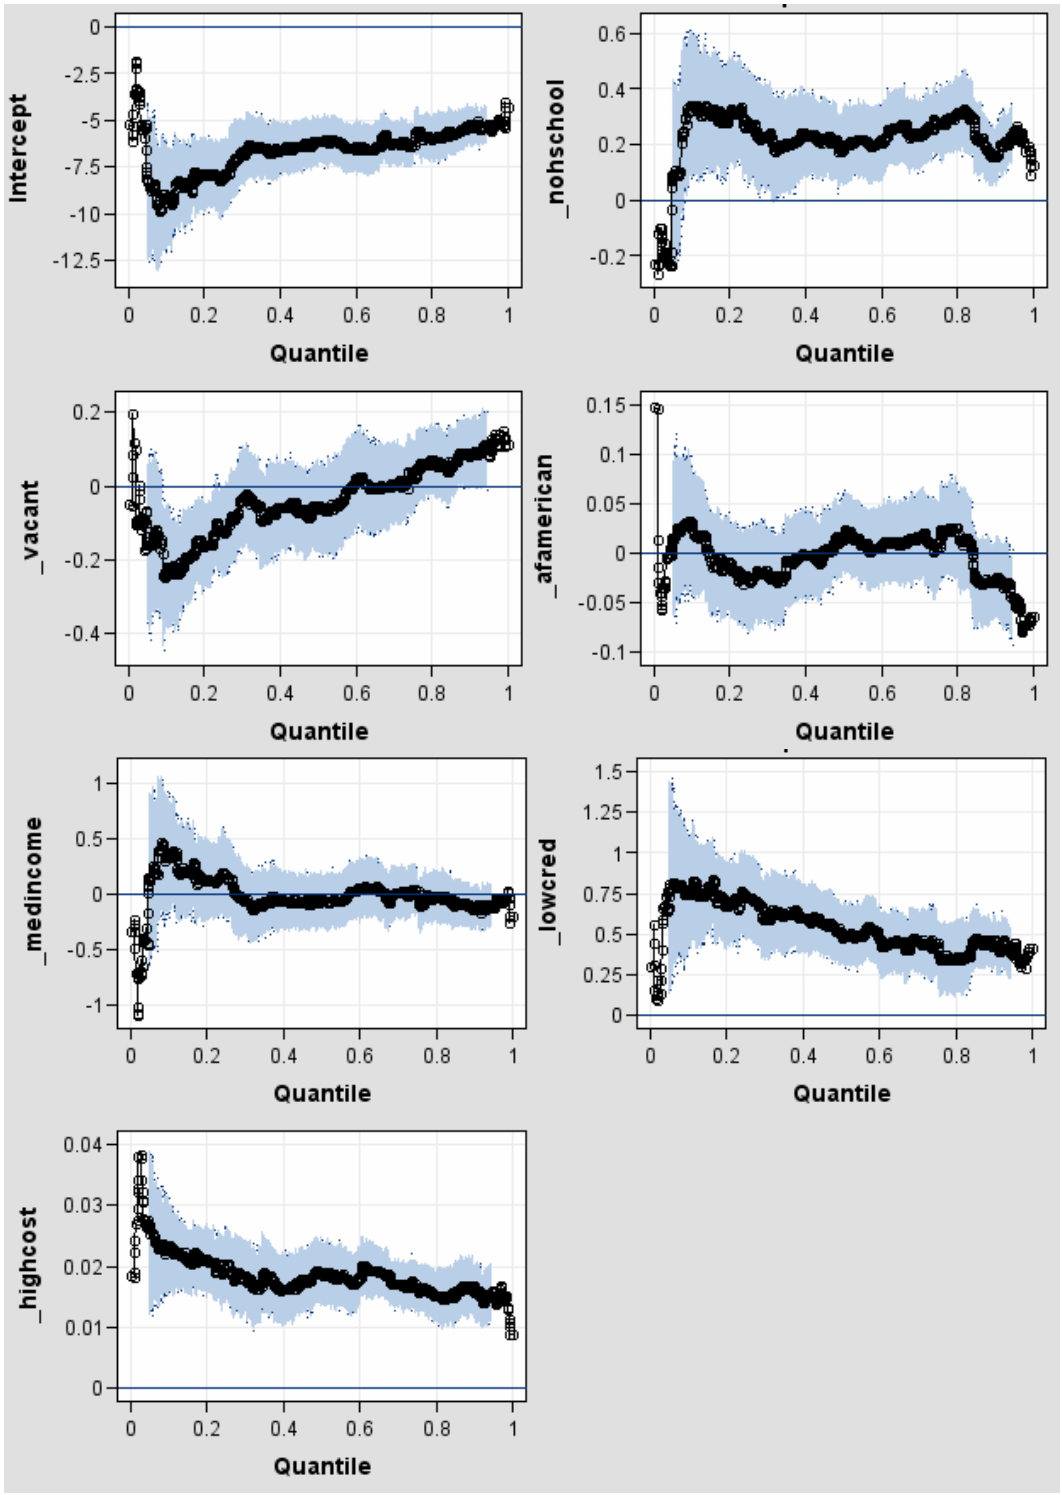 Intercept
0
-2.5
-5
-7.5
-10
-12.5
0 0.2 0.4 0.6 0.8 1
Quantile
_nohschool
0.6
0.4
0.2
0
-0.2
0 0.2 0.4 0.6 0.8 1
Quantile
_vacant
0.2
0
-0.2
-0.4
0 0.2 0.4 0.6 0.8 1
Quantile
_afamerican
0.15
0.1
0.05
0
-0.05
-0.1
0 0.2 0.4 0.6 0.8 1
Quantile
_medincome
1
0.5
0
-0.5
-1
0 0.2 0.4 0.6 0.8 1
Quantile
_lowcred
1.5
1.25
1
0.75
0.5
0.25
0
0 0.2 0.4 0.6 0.8 1
Quantile
_highcost
0.04
0.03
0.02
0.01
0
0 0.2 0.4 0.6 0.8 1
Quantile